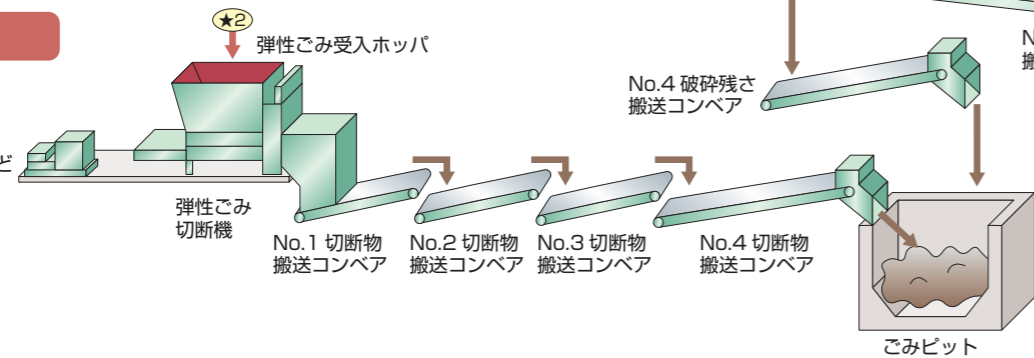 ★2
弾性ごみ受入ホッパ
No.4 破砕残さ
搬送コンベア
N
搬
ど
弾性ごみ
切断機
No.1 切断物
搬送コンベア
No.2 切断物
搬送コンベア
No.3 切断物
搬送コンベア
No.4 切断物
搬送コンベア
ごみピット